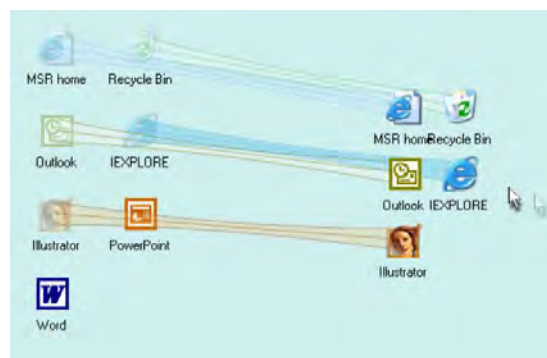 MSR home Recycle Bin
MSR home Recycle Bin
Outlook IEXPLORE
Outlook IEXPLORE
Illustrator PowerPoint
Illustrator
W
Word